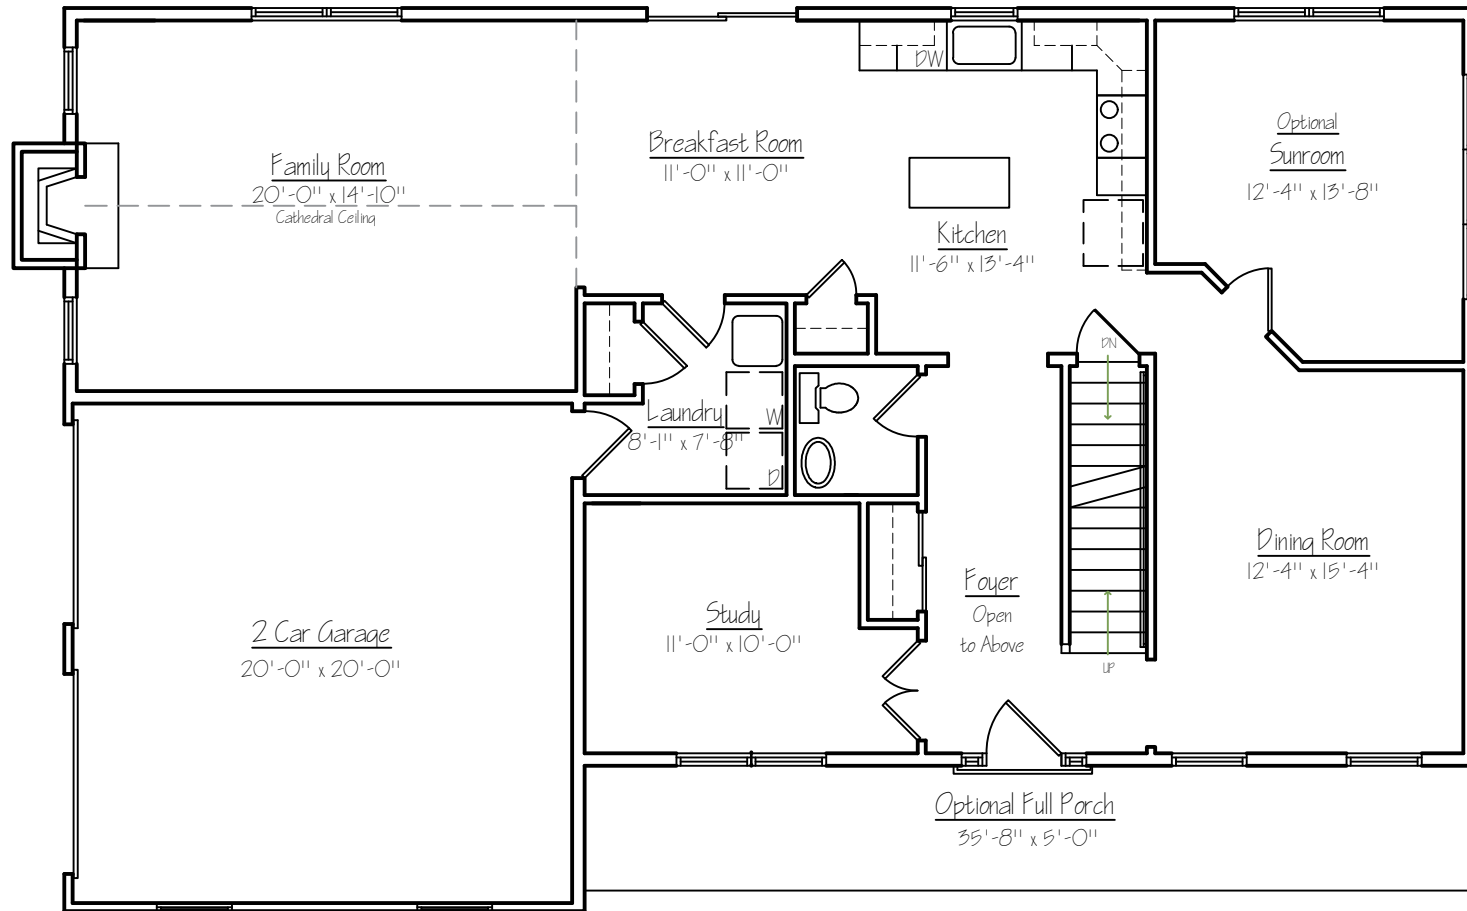 Family Room
20'-0" x 14'-10"
Cathedral Ceiling
Breakfast Room
11'-0" x 11'-0"
DW
Kitchen
11'-6" x 13'-4"
Optional
Sunroom
12'-4" x 13'-8"
DN
Laundry
8'-1" x 7'-8"
W
D
2 Car Garage
20'-0" x 20'-0"
Study
11'-0" x 10'-0"
Foyer
Open
to Above
UP
Dining Room
12'-4" x 15'-4"
Optional Full Porch
35'-8" x 5'-0"